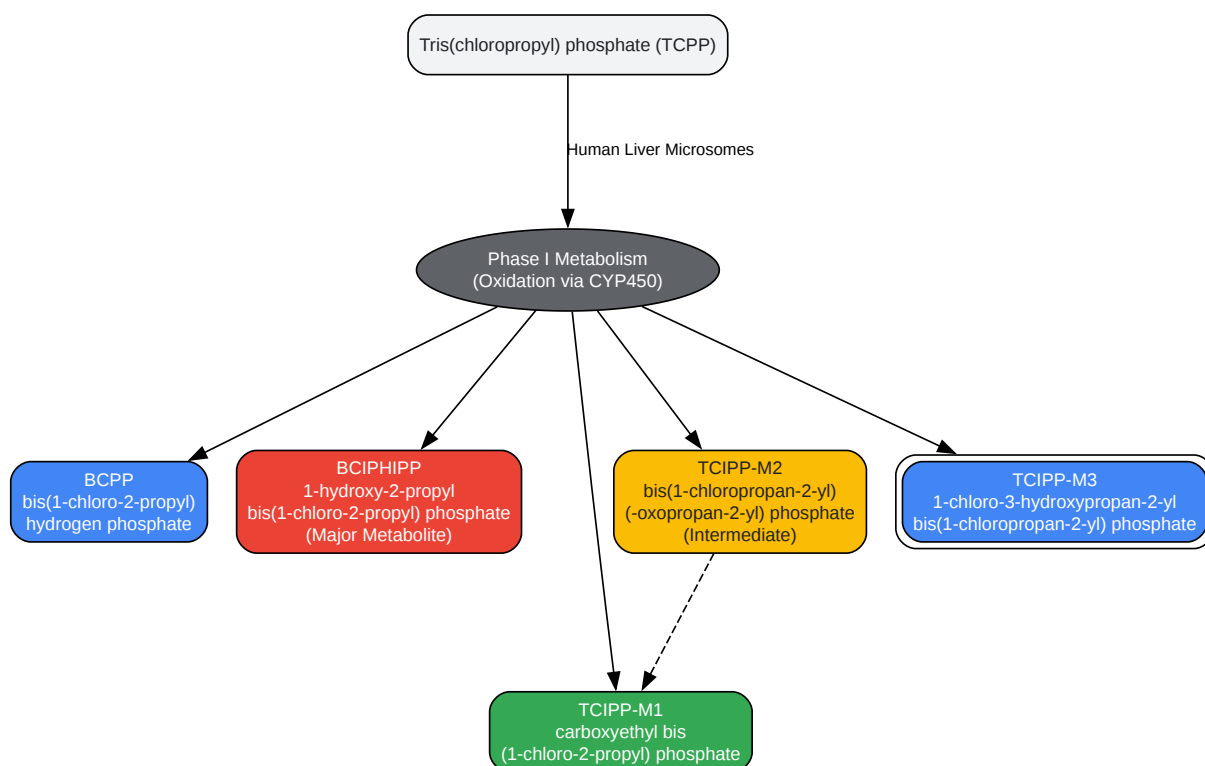 Tris(chloropropyl) phosphate (TCPP)
Human Liver Microsomes
Phase I Metabolism
(Oxidation via CYP450)
BCPP
bis(1-chloro-2-propyl)
hydrogen phosphate
BCIPHIPP
1-hydroxy-2-propyl
bis(1-chloro-2-propyl) phosphate
(Major Metabolite)
TCIPP-M2
bis(1-chloropropan-2-yl)
(-oxopropan-2-yl) phosphate
(Intermediate)
TCIPP-M3
1-chloro-3-hydroxypropan-2-yl
bis(1-chloropropan-2-yl) phosphate
TCIPP-M1
carboxyethyl bis
(1-chloro-2-propyl) phosphate